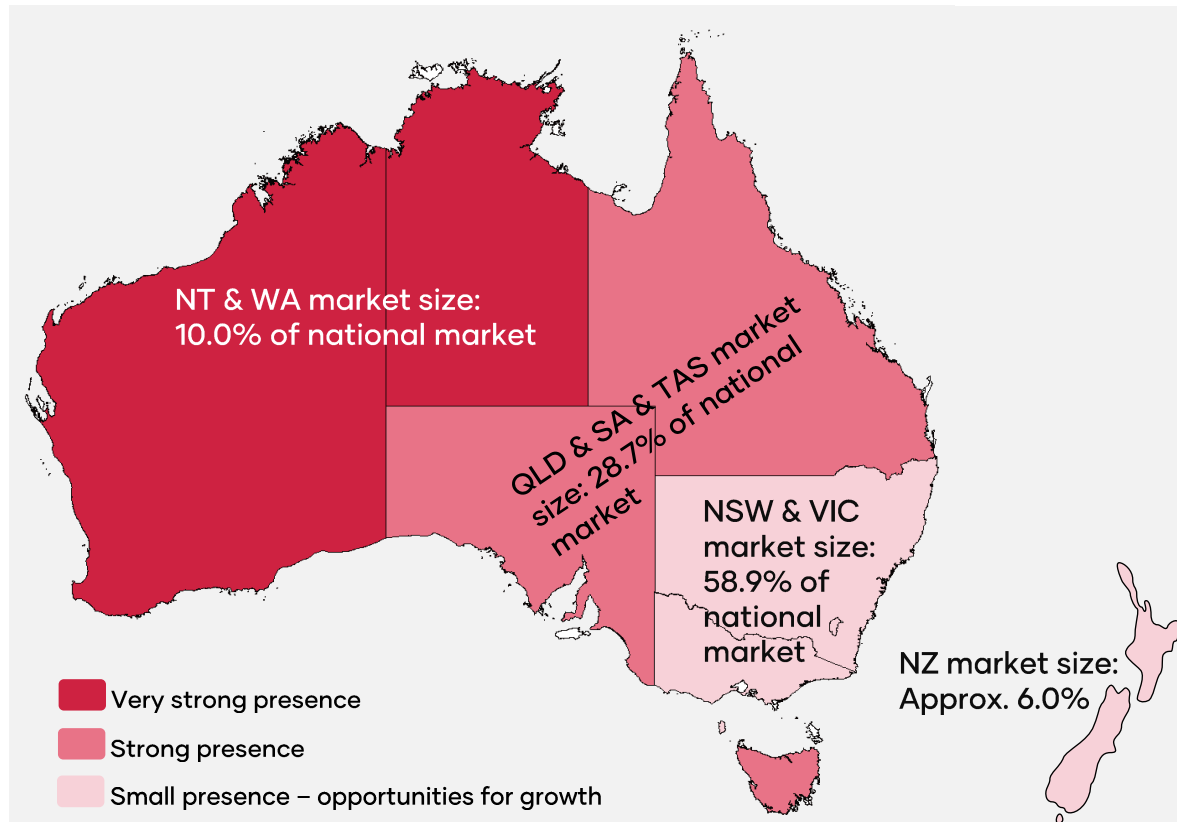 NT & WA market size:
10.0% of national market
QLD & SA & TAS market
size: 28.7% of national
market
NSW & VIC
market size:
58.9% of
national
market
NZ market size:
Approx. 6.0%
Very strong presence
Strong presence
Small presence – opportunities for growth